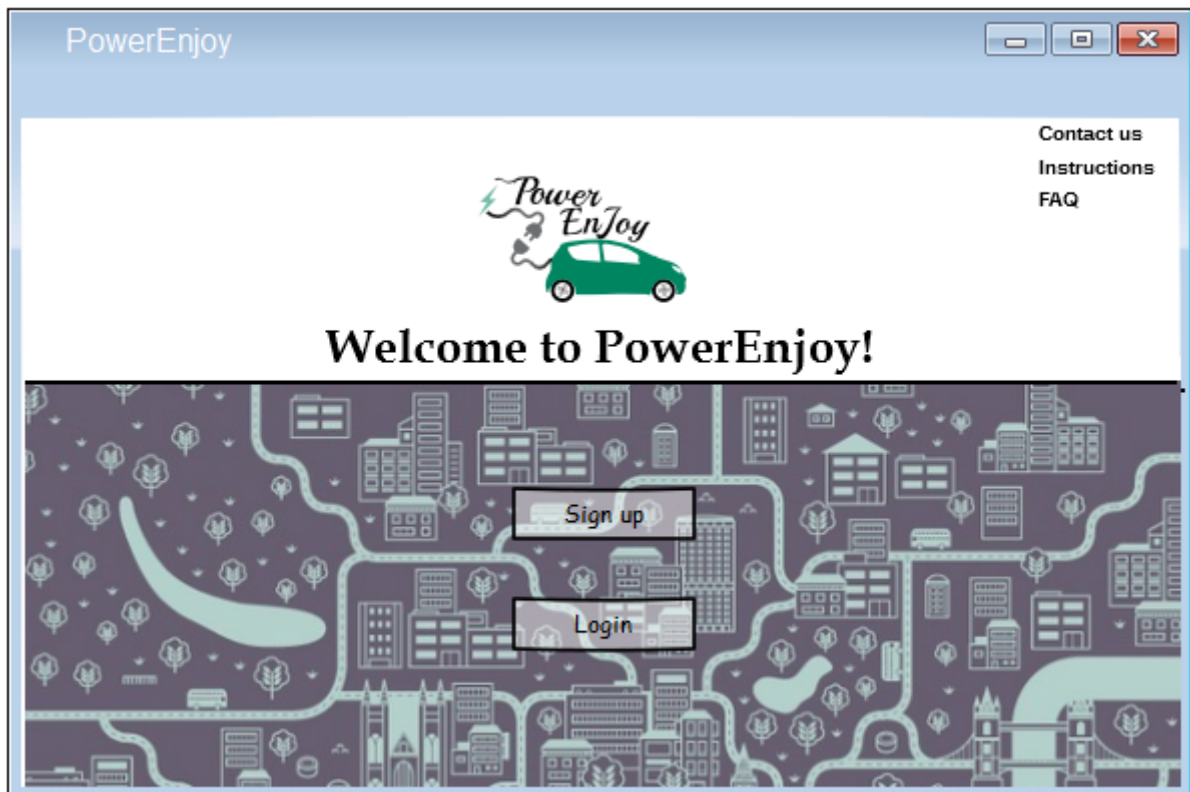 PowerEnjoy
Contact us
Instructions
FAQ
Power
EnJoy
Welcome to PowerEnjoy!
Sign up
Login